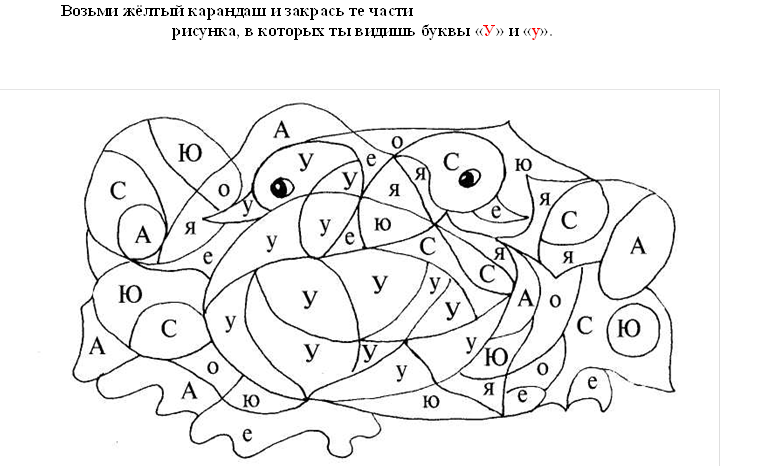 Возьми жёлтый карандаш и закрась те части
рисунка, в которых ты видишь буквы «У» и «у».
А
о
Ю У е С ю
У я
С о я я
у е С
А я у у ю А
е С я
е С я
Ю У У у А о
У
С у С Ю
А У У у Ю
о у о е
А ю ю я е
е